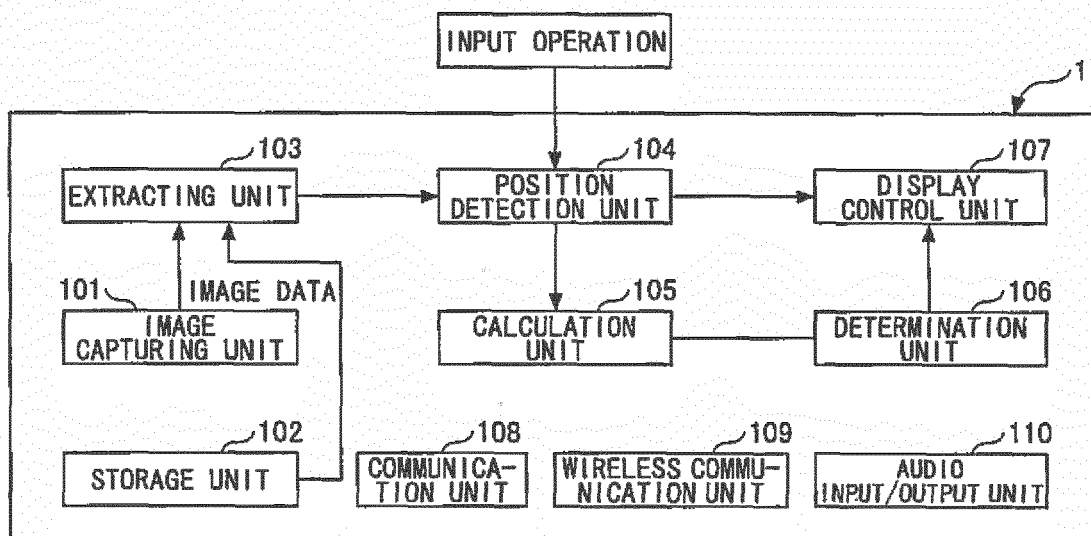 INPUT OPERATION
1
103
EXTRACTING UNIT
104
POSITION
DETECTION UNIT
107
DISPLAY
CONTROL UNIT
101
IMAGE DATA
IMAGE
CAPTURING UNIT
105
CALCULATION
UNIT
106
DETERMINATION
UNIT
102
STORAGE UNIT
108
COMMUNICA-
TION UNIT
109
WIRELESS COMMU-
NICATION UNIT
110
AUDIO
INPUT/OUTPUT UNIT